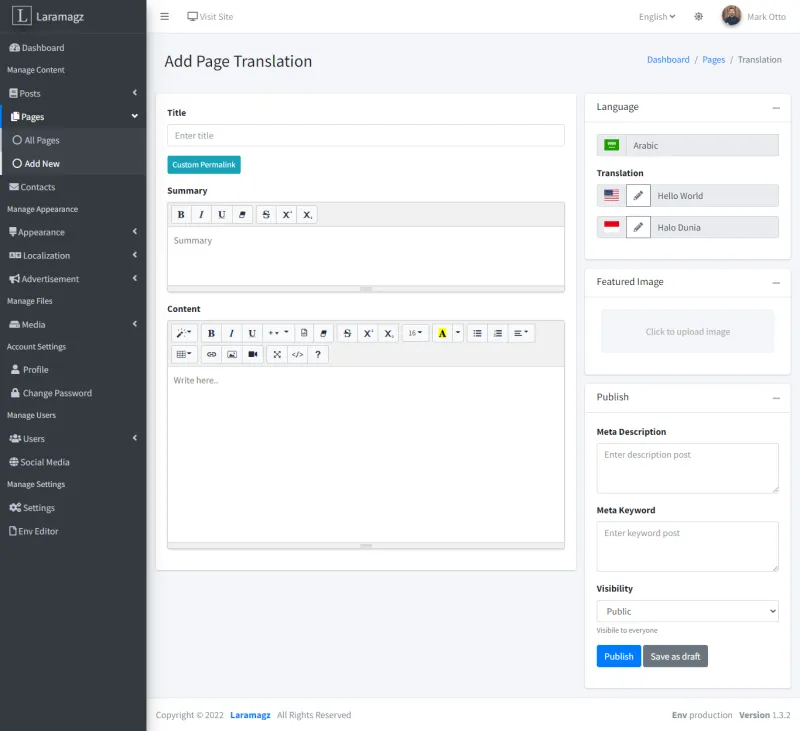 L Laramagz
Visit Site
English
Mark Otto
Dashboard
Manage Content
Posts
Pages
All Pages
Add New
Contacts
Manage Appearance
Appearance
Localization
Advertisement
Manage Files
Media
Account Settings
Profile
Change Password
Manage Users
Users
Social Media
Manage Settings
Settings
Env Editor
Add Page Translation
Dashboard / Pages / Translation
Title
Enter title
Custom Permalink
Summary
B I U S X² X₂
Summary
Content
B I U S X² X₂ 16 A
</> ?
Write here..
Language
Arabic
Translation
Hello World
Halo Dunia
Featured Image
Click to upload image
Publish
Meta Description
Enter description post
Meta Keyword
Enter keyword post
Visibility
Public
Visibile to everyone
Publish Save as draft
Copyright © 2022 Laramagz All Rights Reserved
Env production Version 1.3.2